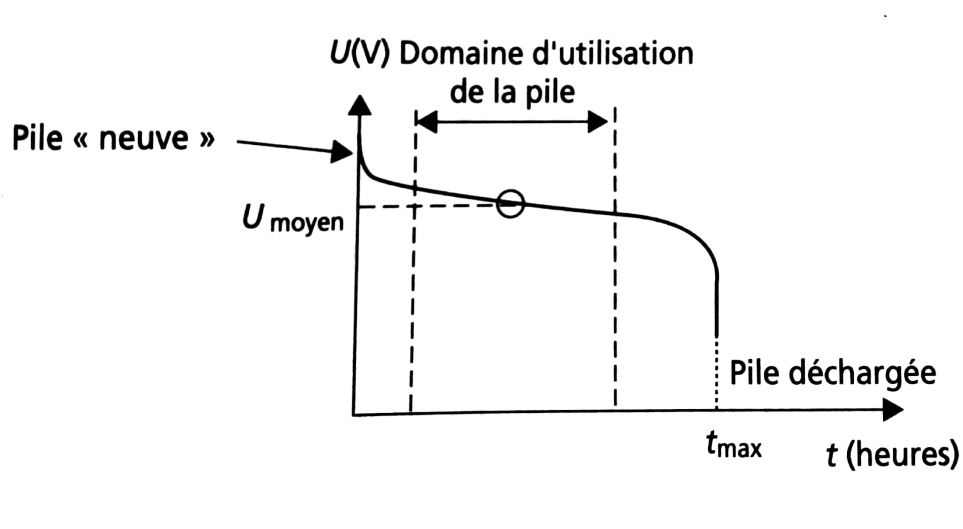 U(V) Domaine d'utilisation
de la pile
Pile « neuve »
U moyen
Pile déchargée
tmax
t (heures)